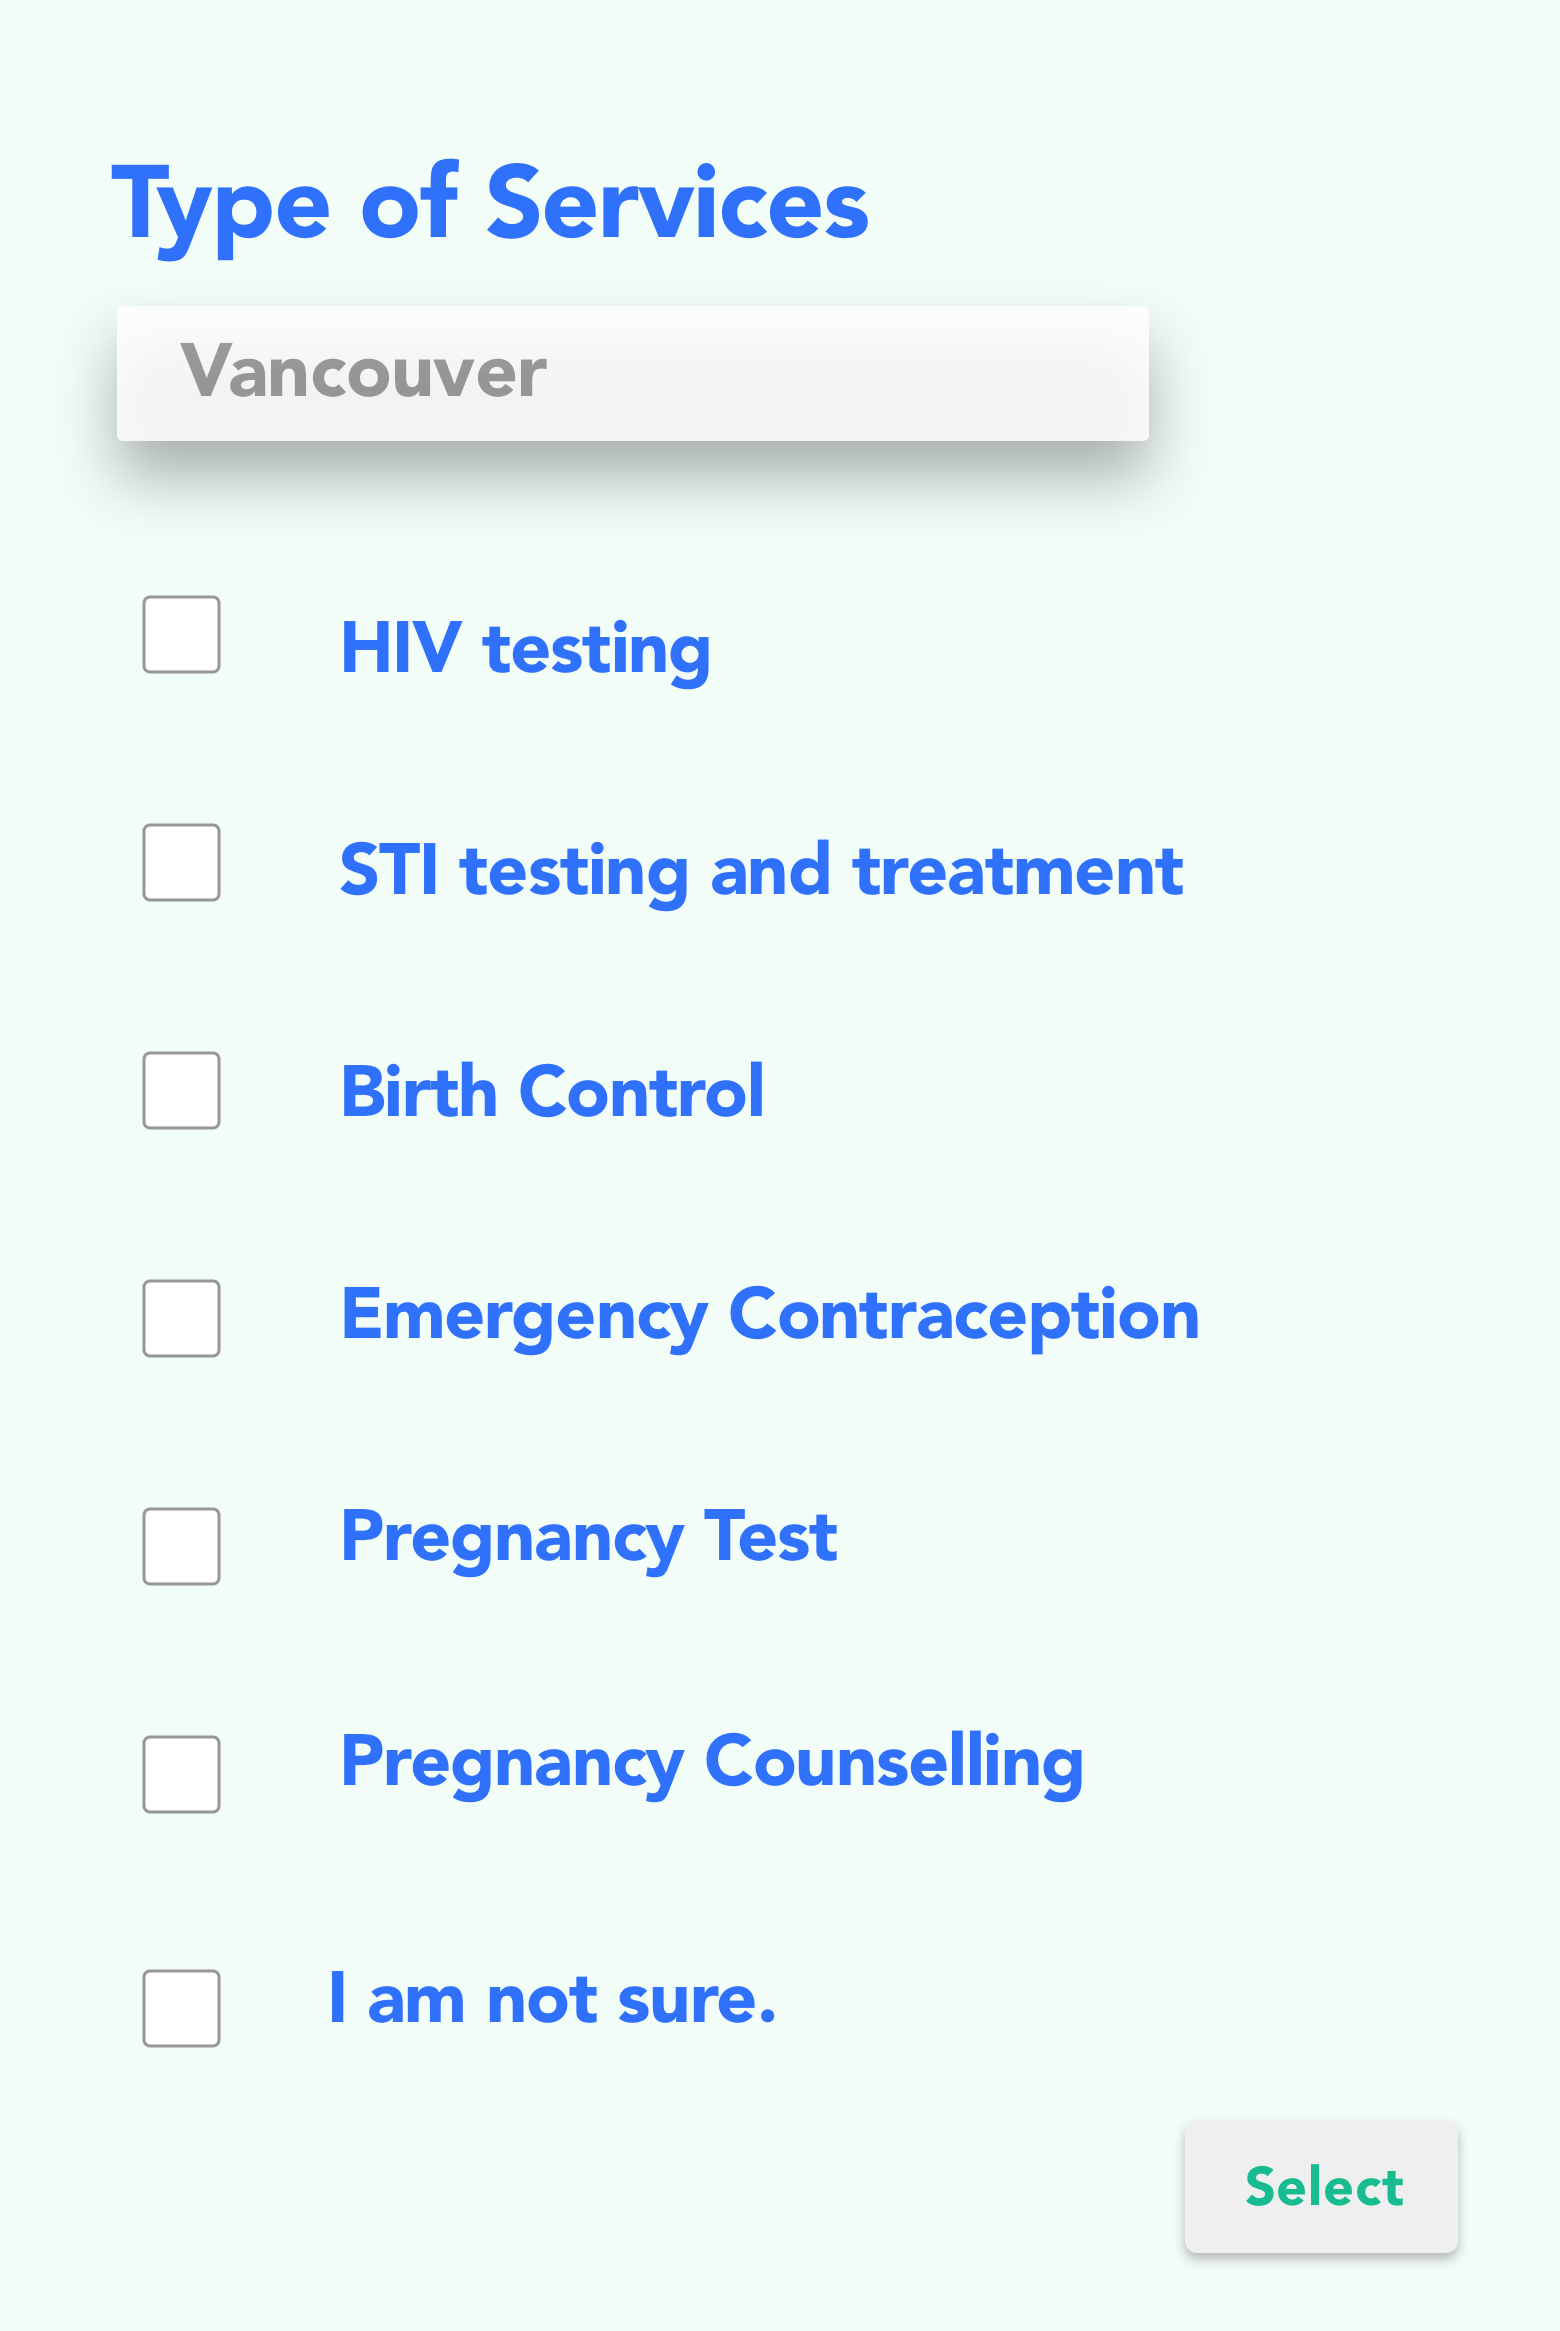 Type of Services
Vancouver
HIV testing
STI testing and treatment
Birth Control
Emergency Contraception
Pregnancy Test
Pregnancy Counselling
I am not sure.
Select